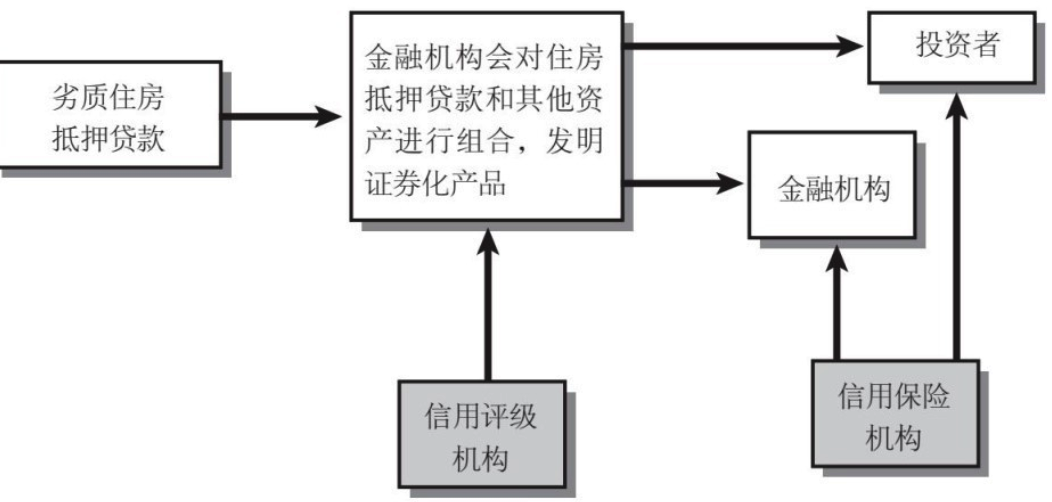 劣质住房
抵押贷款
金融机构会对住房
抵押贷款和其他资
产进行组合，发明
证券化产品
投资者
金融机构
信用评级
机构
信用保险
机构